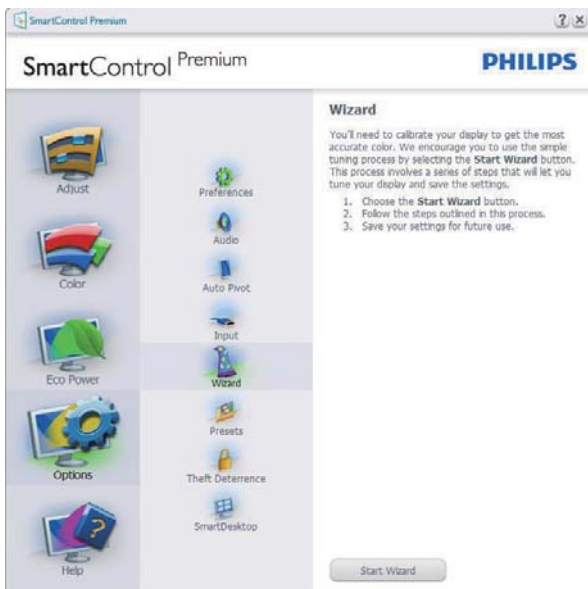 SmartControl Premium
? x
SmartControl Premium
PHILIPS
Adjust
Color
Eco Power
Options
Help
Preferences
Audio
Auto Pivot
Input
Wizard
Presets
Theft Deterrence
SmartDesktop
Wizard
You'll need to calibrate your display to get the most
accurate color. We encourage you to use the simple
tuning process by selecting the Start Wizard button.
This process involves a series of steps that will let you
tune your display and save the settings.
1. Choose the Start Wizard button.
2. Follow the steps outlined in this process.
3. Save your settings for future use.
Start Wizard